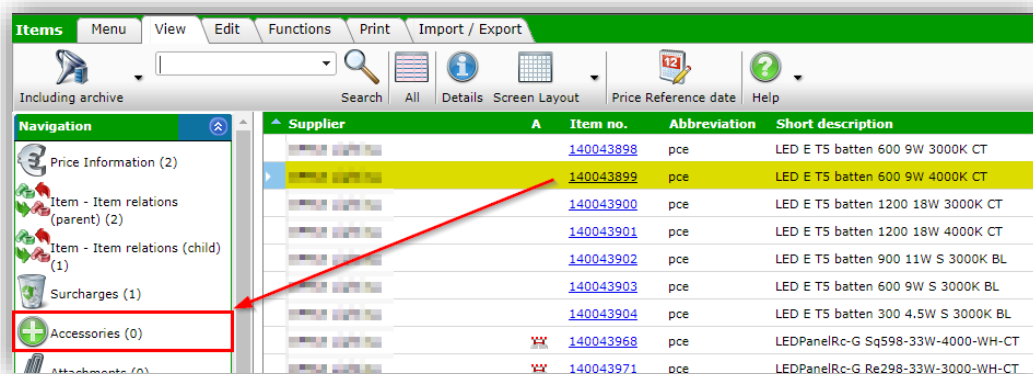 Items Menu View Edit Functions Print Import / Export
Including archive Search All Details Screen Layout 12 Price Reference date Help
Navigation
Price Information (2)
Item - Item relations
(parent) (2)
Item - Item relations (child)
(1)
Surcharges (1)
Accessories (0)
Attachments (0)
Supplier A Item no. Abbreviation Short description
140043898 pce LED E T5 batten 600 9W 3000K CT
140043899 pce LED E T5 batten 600 9W 4000K CT
140043900 pce LED E T5 batten 1200 18W 3000K CT
140043901 pce LED E T5 batten 1200 18W 4000K CT
140043902 pce LED E T5 batten 900 11W S 3000K BL
140043903 pce LED E T5 batten 600 9W S 3000K BL
140043904 pce LED E T5 batten 300 4.5W S 3000K BL
140043968 pce LEDPanelRc-G Sq598-33W-4000-WH-CT
140043971 pce LEDPanelRc-G Re298-33W-3000-WH-CT